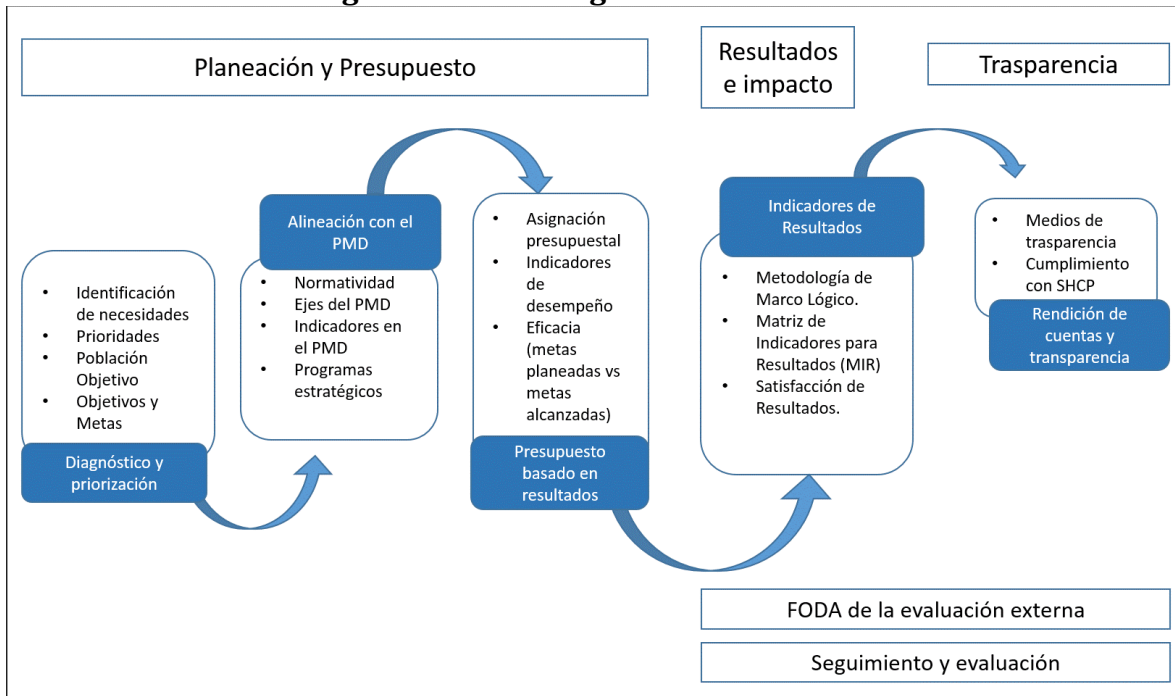 Planeación y Presupuesto
Resultados
e impacto
Trasparencia
• Identificación
de necesidades
• Prioridades
• Población
Objetivo
• Objetivos y
Metas
Diagnóstico y
priorización
Alineación con el
PMD
• Normatividad
• Ejes del PMD
• Indicadores en
el PMD
• Programas
estratégicos
• Asignación
presupuestal
• Indicadores
de
desempeño
• Eficacia
(metas
planeadas vs
metas
alcanzadas)
Presupuesto
basado en
resultados
Indicadores de
Resultados
• Metodología de
Marco Lógico.
• Matriz de
Indicadores para
Resultados (MIR)
• Satisfacción de
Resultados.
• Medios de
trasparencia
• Cumplimiento
con SHCP
Rendición de
cuentas y
transparencia
FODA de la evaluación externa
Seguimiento y evaluación